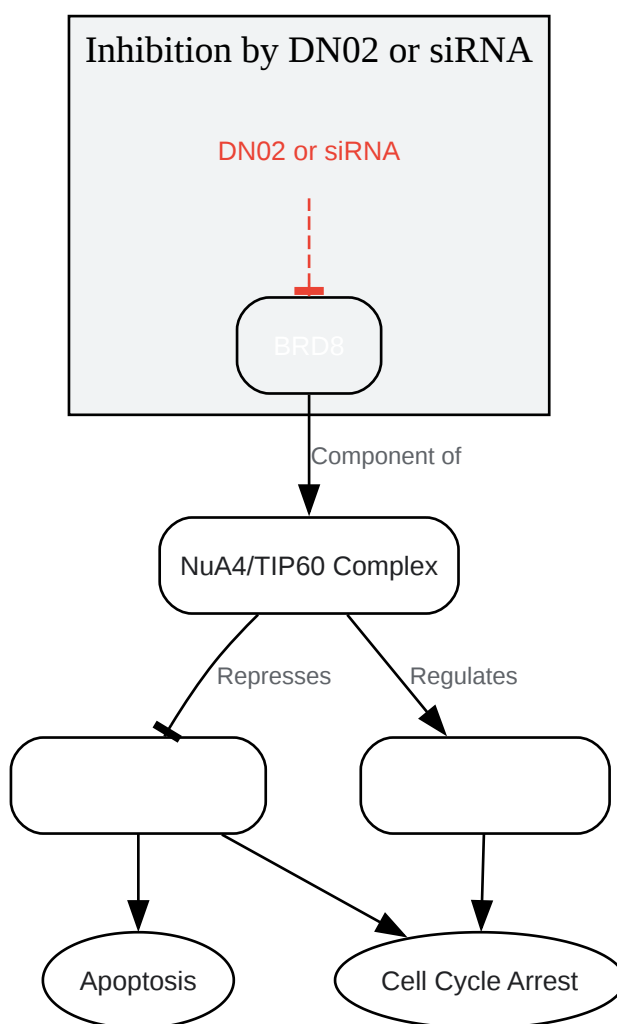 Inhibition by DN02 or siRNA
DN02 or siRNA
BRD8
Component of
NuA4/TIP60 Complex
Represses
Regulates
Apoptosis
Cell Cycle Arrest